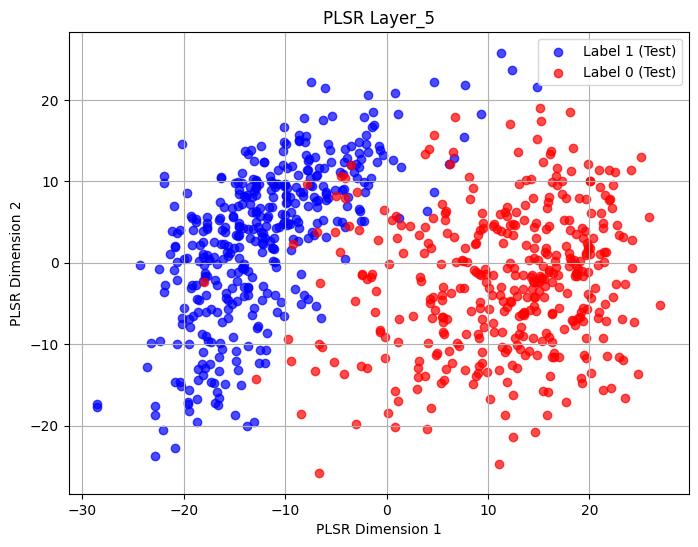 PLSR Layer_5
Label 1 (Test)
Label 0 (Test)
PLSR Dimension 2
20
10
0
−10
−20
−30
−20
−10
0
10
20
PLSR Dimension 1